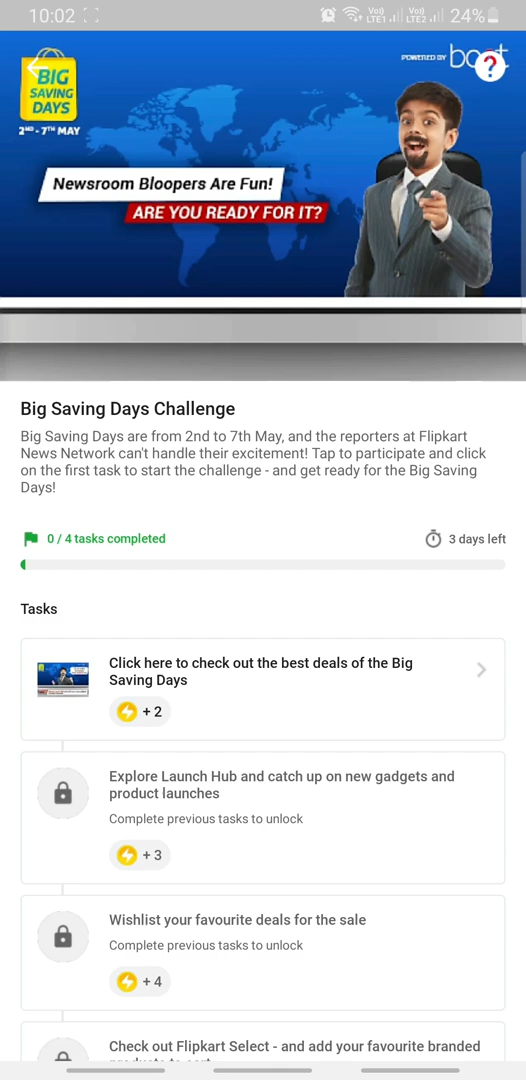 10:02
Vo) LTE1 Vo) LTE2 24%
BIG
SAVING
DAYS
2ND - 7TH MAY
POWERED BY
?
Newsroom Bloopers Are Fun!
ARE YOU READY FOR IT?
Big Saving Days Challenge
Big Saving Days are from 2nd to 7th May, and the reporters at Flipkart
News Network can't handle their excitement! Tap to participate and click
on the first task to start the challenge - and get ready for the Big Saving
Days!
0 / 4 tasks completed
3 days left
Tasks
Click here to check out the best deals of the Big
Saving Days
+ 2
Explore Launch Hub and catch up on new gadgets and
product launches
Complete previous tasks to unlock
+ 3
Wishlist your favourite deals for the sale
Complete previous tasks to unlock
+ 4
Check out Flipkart Select - and add your favourite branded